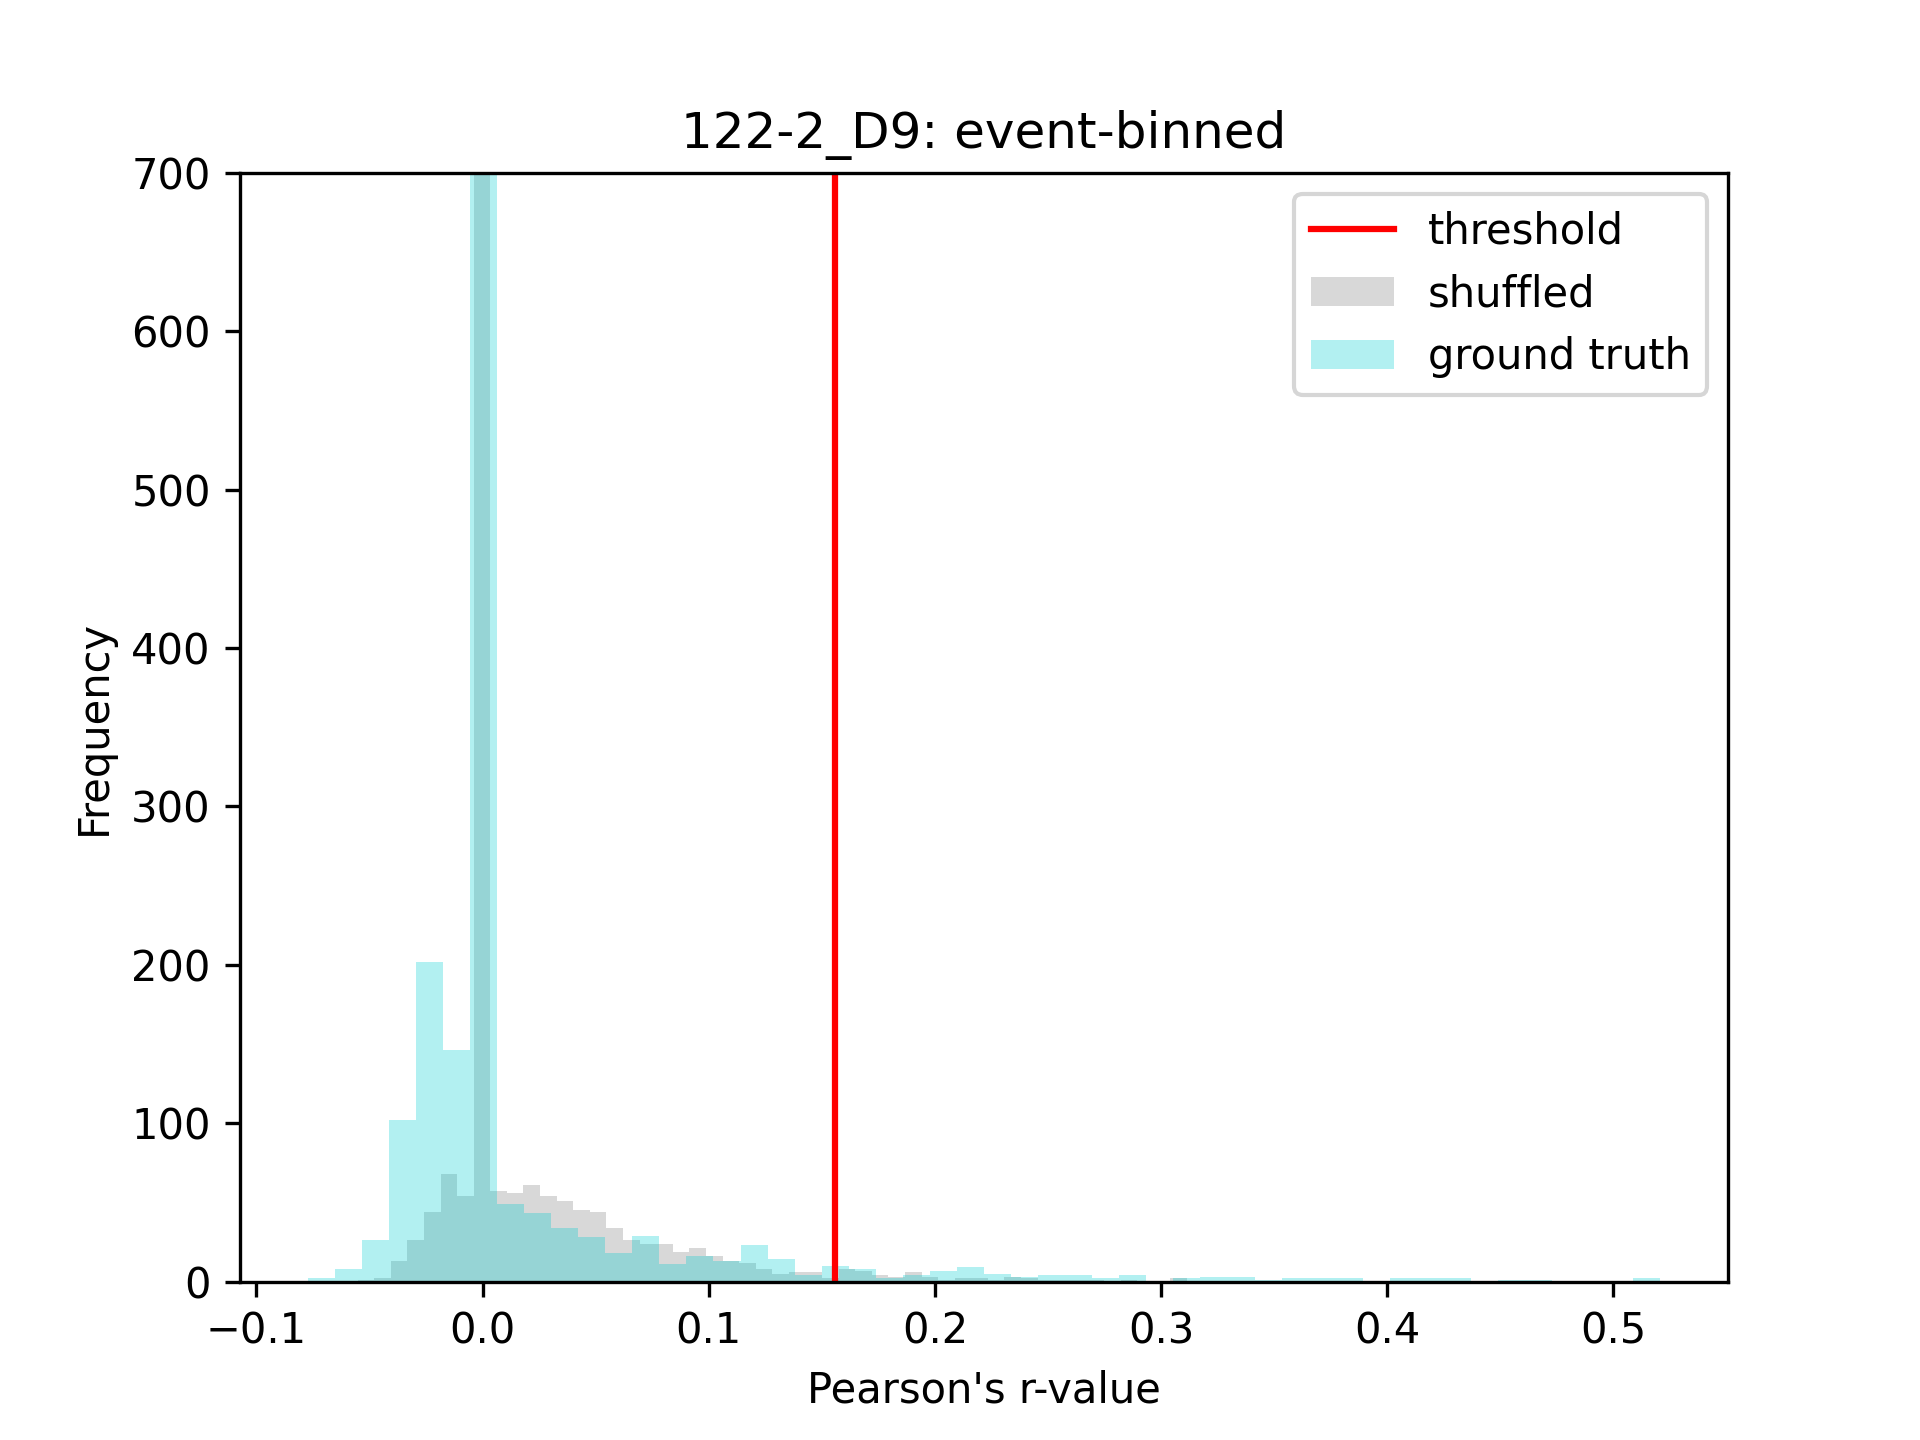 122-2_D9: event-binned
700
600
500
400
300
200
100
0
Frequency
−0.1 0.0 0.1 0.2 0.3 0.4 0.5
Pearson's r-value
threshold
shuffled
ground truth